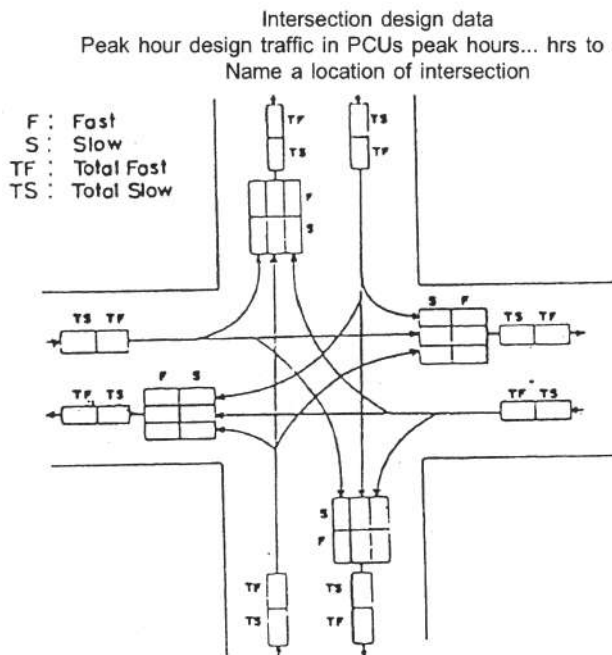 Intersection design data
Peak hour design traffic in PCUs peak hours... hrs to
Name a location of intersection
F : Fast
S : Slow
TF : Total Fast
TS : Total Slow
TF
TS
TS
TF
F
S
TS TF
S F
TS TF
TF TS
F S
TF TS
S
F
TF
TS
TS
TF